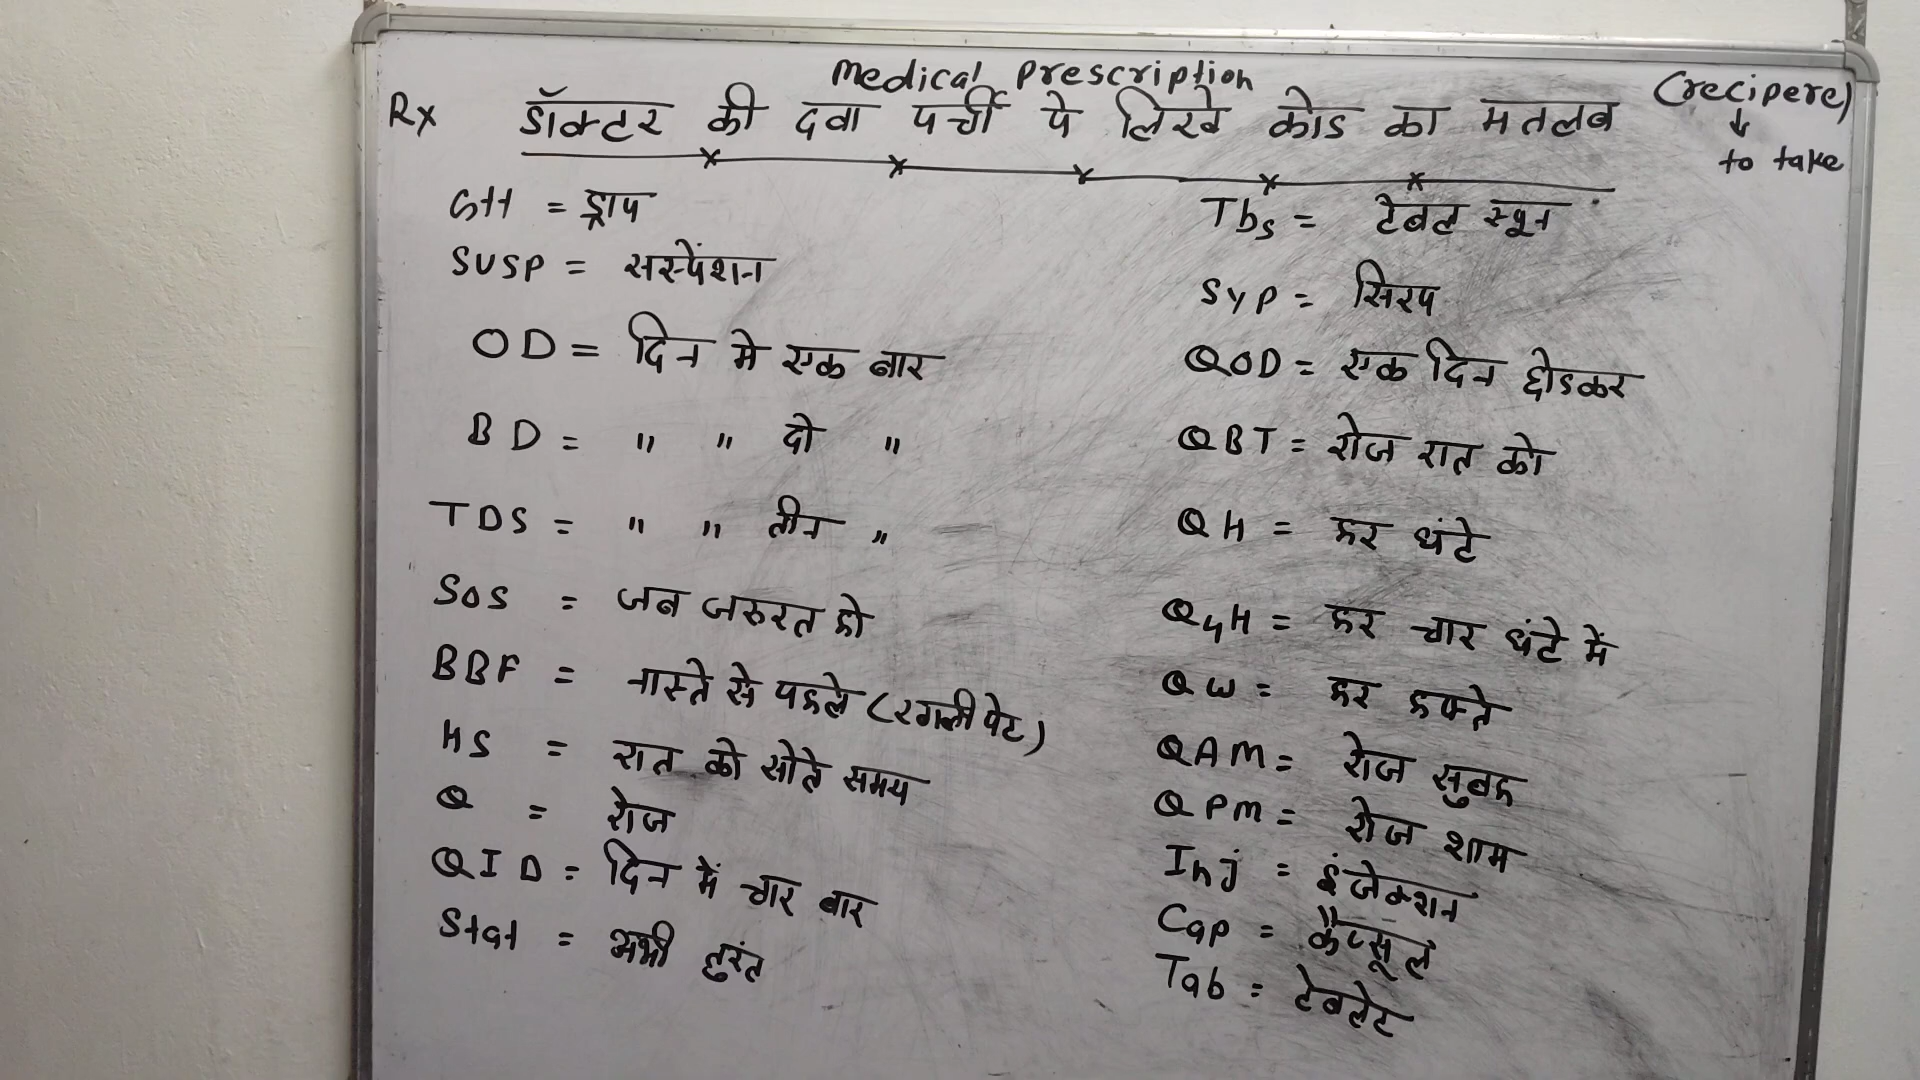 Medical Prescription
Rx डॉक्टर की दवा पर्ची पे लिखे कोड का मतलब (recipere)
↓
to take
Gtt = ड्राप
SUSP = सस्पेंशन
OD = दिन मे एक बार
BD = " " दो "
TDS = " " तीन "
SOS = जब जरुरत हो
BBF = नास्ते से पहले (खाली पेट)
HS = रात को सोते समय
Q = रोज
QID = दिन में चार बार
Stat = अभी तुरंत
Tbs = टेबल स्पून
SYP = सिरप
QOD = एक दिन छोडकर
QBT = रोज रात को
QH = हर घंटे
Q4H = हर चार घंटे में
QW = हर हफ्ते
QAM = रोज सुबह
QPM = रोज शाम
Inj = इंजेक्शन
Cap = कैप्सूल
Tab = टेबलेट